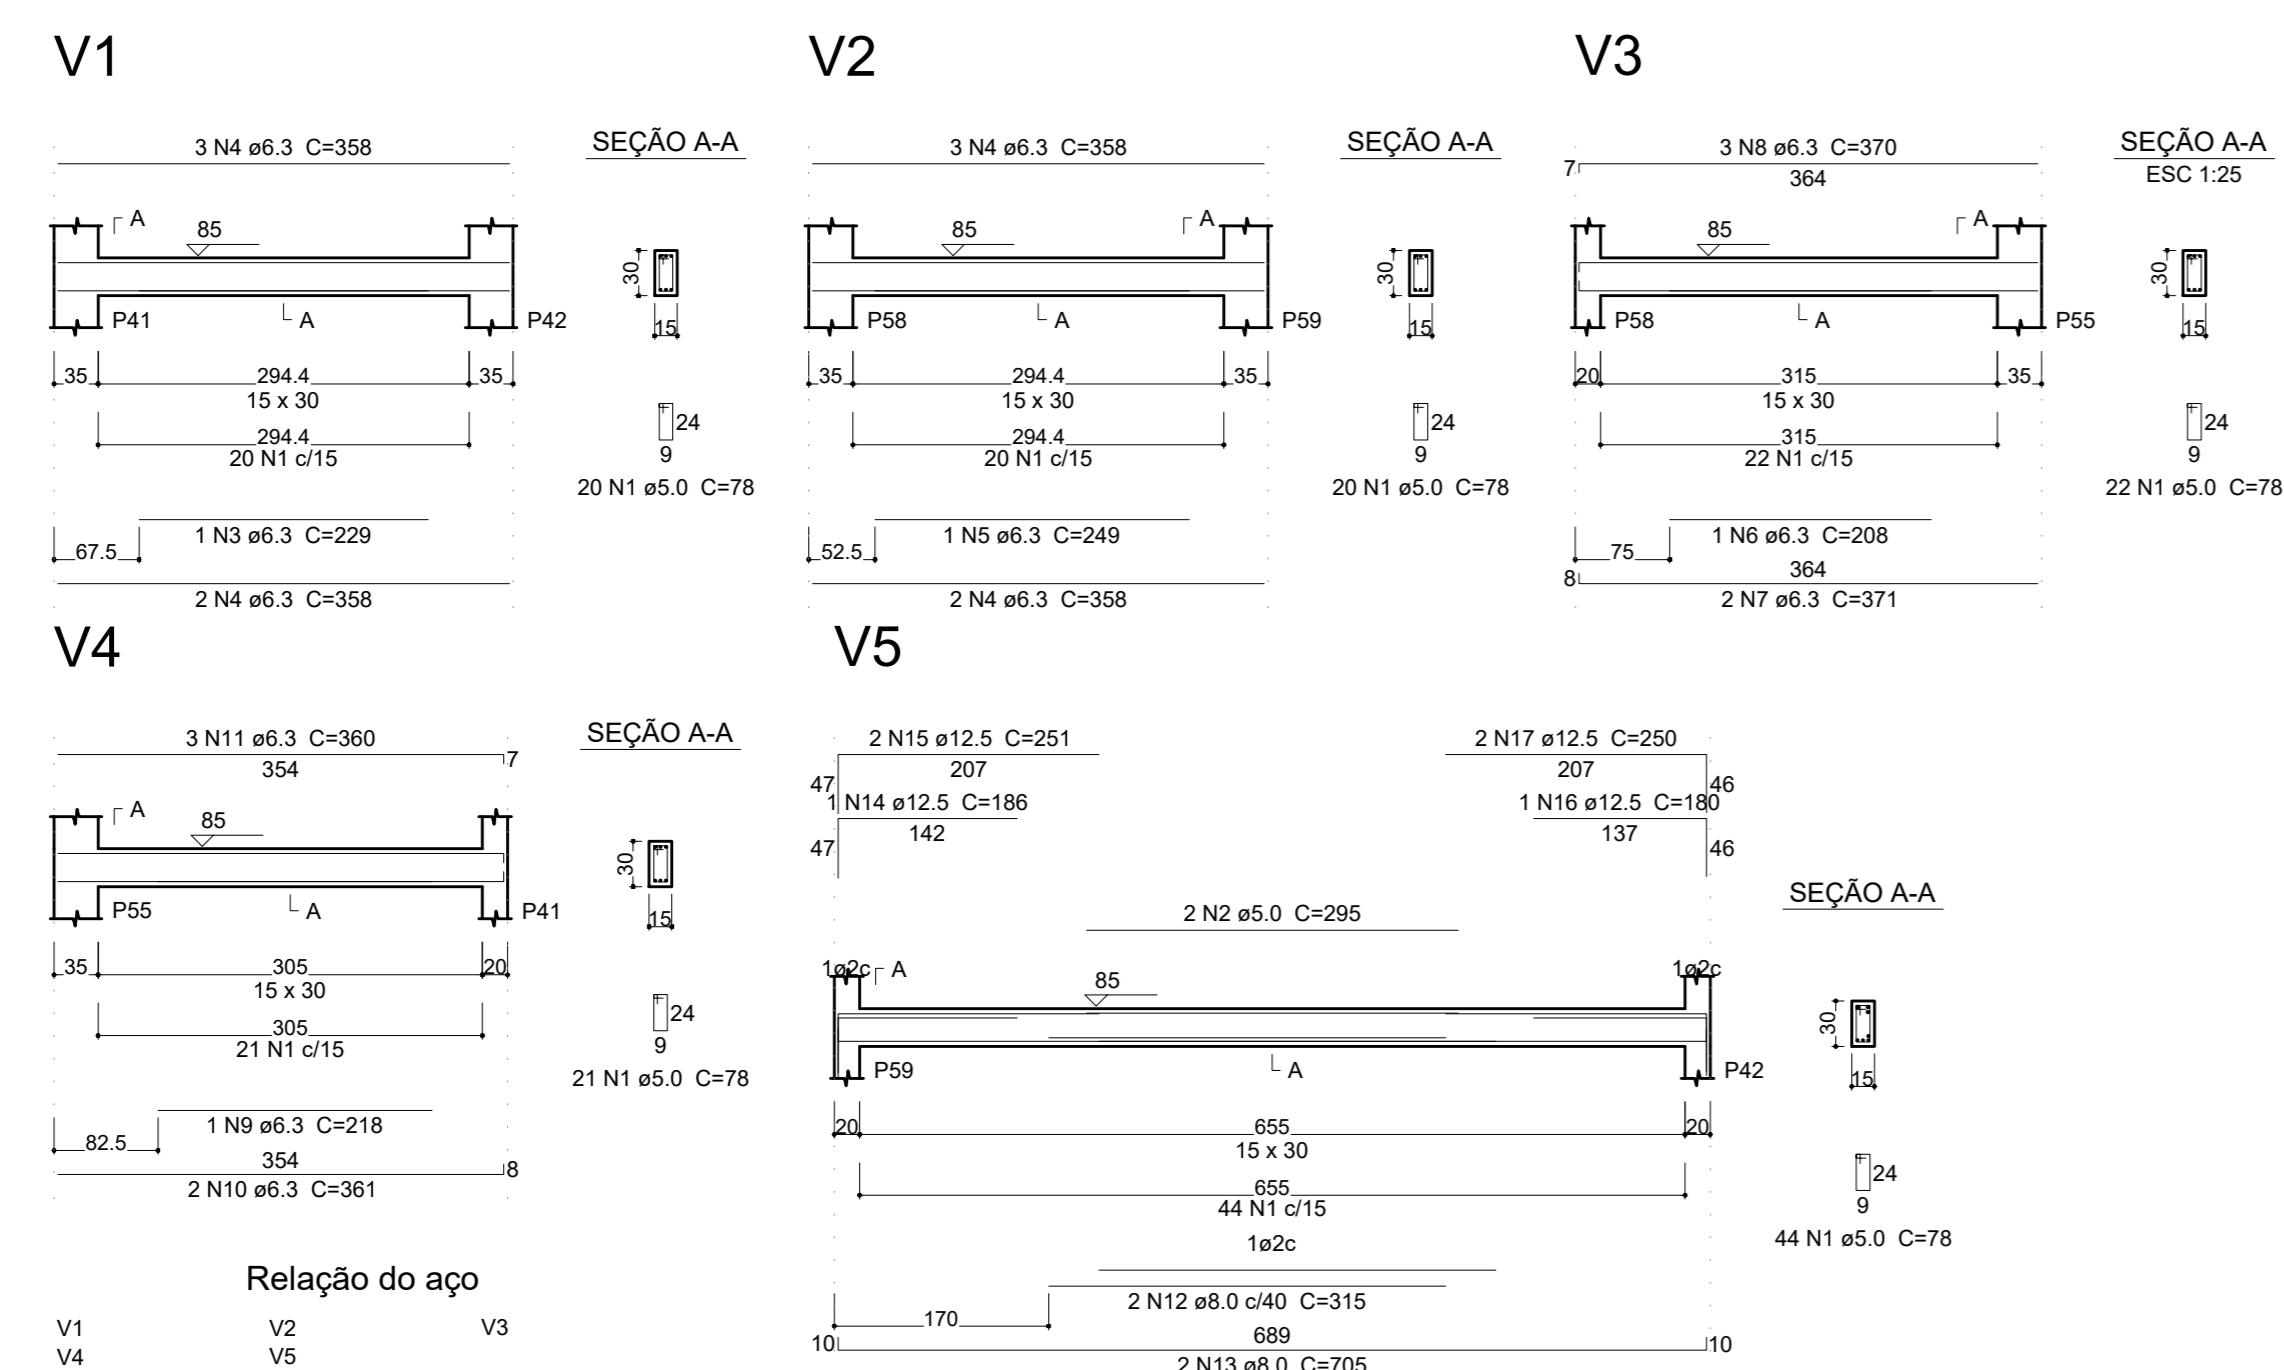 V1
3 N4 ø6.3 C=358
SEÇÃO A-A
A
85
30
15
P41
A
P42
35
294.4
35
15 x 30
294.4
20 N1 c/15
24
9
20 N1 ø5.0 C=78
1 N3 ø6.3 C=229
67.5
2 N4 ø6.3 C=358
V2
3 N4 ø6.3 C=358
SEÇÃO A-A
A
85
30
15
P58
A
P59
35
294.4
35
15 x 30
294.4
20 N1 c/15
24
9
20 N1 ø5.0 C=78
1 N5 ø6.3 C=249
52.5
2 N4 ø6.3 C=358
V3
3 N8 ø6.3 C=370
7
364
SEÇÃO A-A
ESC 1:25
A
85
30
15
P58
A
P55
20
315
35
15 x 30
315
22 N1 c/15
24
9
22 N1 ø5.0 C=78
1 N6 ø6.3 C=208
75
364
8
2 N7 ø6.3 C=371
V4
3 N11 ø6.3 C=360
354
7
SEÇÃO A-A
A
85
30
15
P55
A
P41
35
305
20
15 x 30
305
21 N1 c/15
24
9
21 N1 ø5.0 C=78
1 N9 ø6.3 C=218
82.5
354
8
2 N10 ø6.3 C=361
V5
2 N15 ø12.5 C=251
207
47
2 N17 ø12.5 C=250
207
46
1 N14 ø12.5 C=186
142
47
1 N16 ø12.5 C=180
137
46
2 N2 ø5.0 C=295
SEÇÃO A-A
1ø2c
A
85
1ø2c
30
15
P59
A
P42
20
655
20
15 x 30
655
44 N1 c/15
24
9
44 N1 ø5.0 C=78
1ø2c
2 N12 ø8.0 c/40 C=315
170
689
10
10
2 N13 ø8.0 C=705
Relação do aço
V1 V2 V3
V4 V5